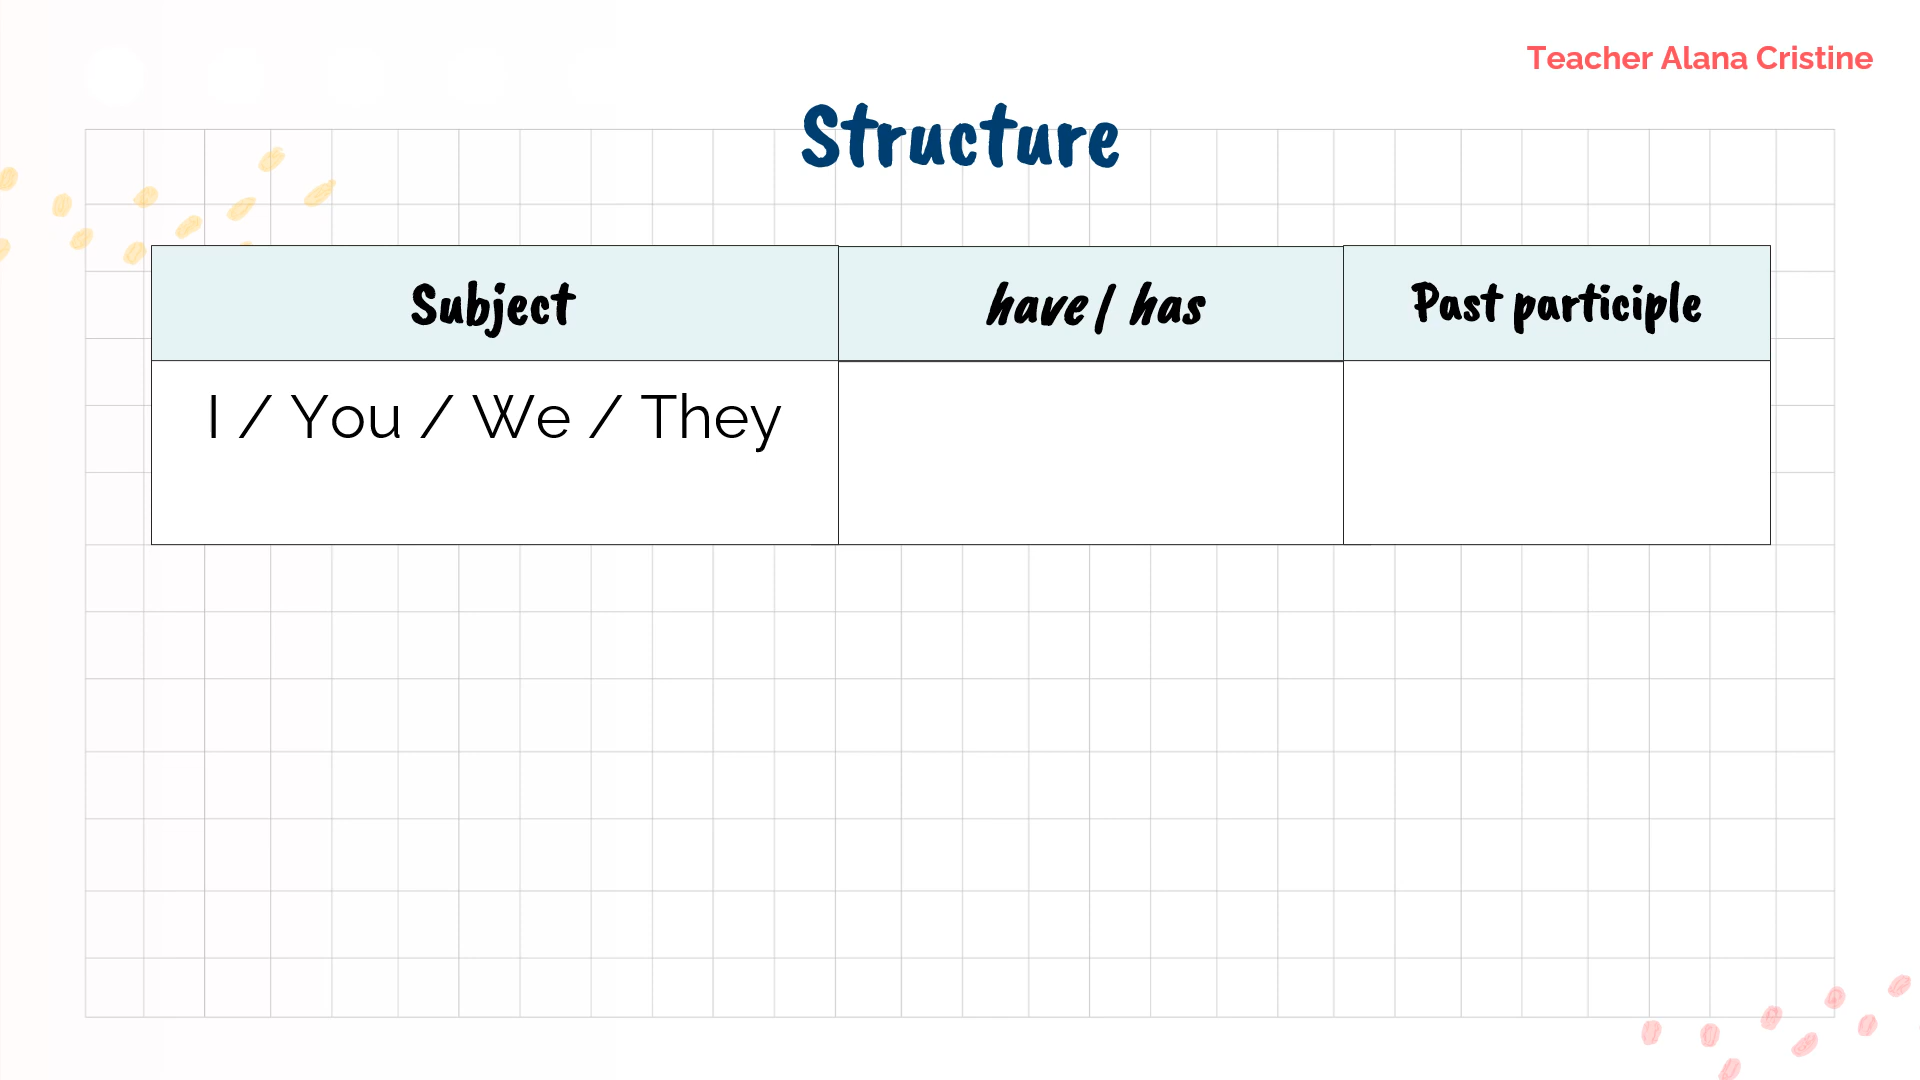 Teacher Alana Cristine
Structure
Subject have/ has Past participle
I / You / We / They